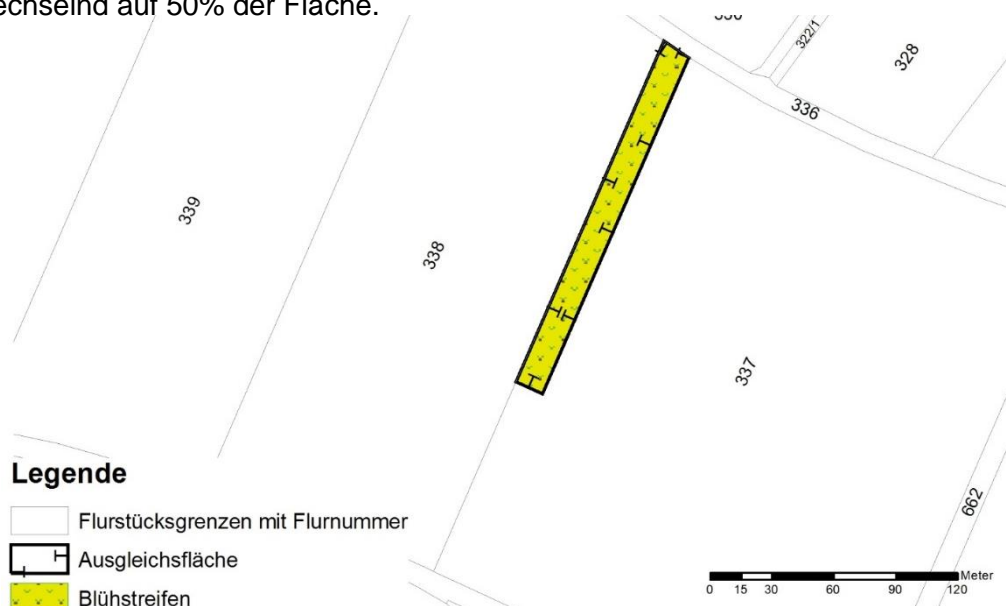 echselnd auf 50% der Fläche.
322/1
328
336
339
338
337
662
Legende
Flurstücksgrenzen mit Flurnummer
Ausgleichsfläche
Blühstreifen
Meter
0 15 30 60 90 120